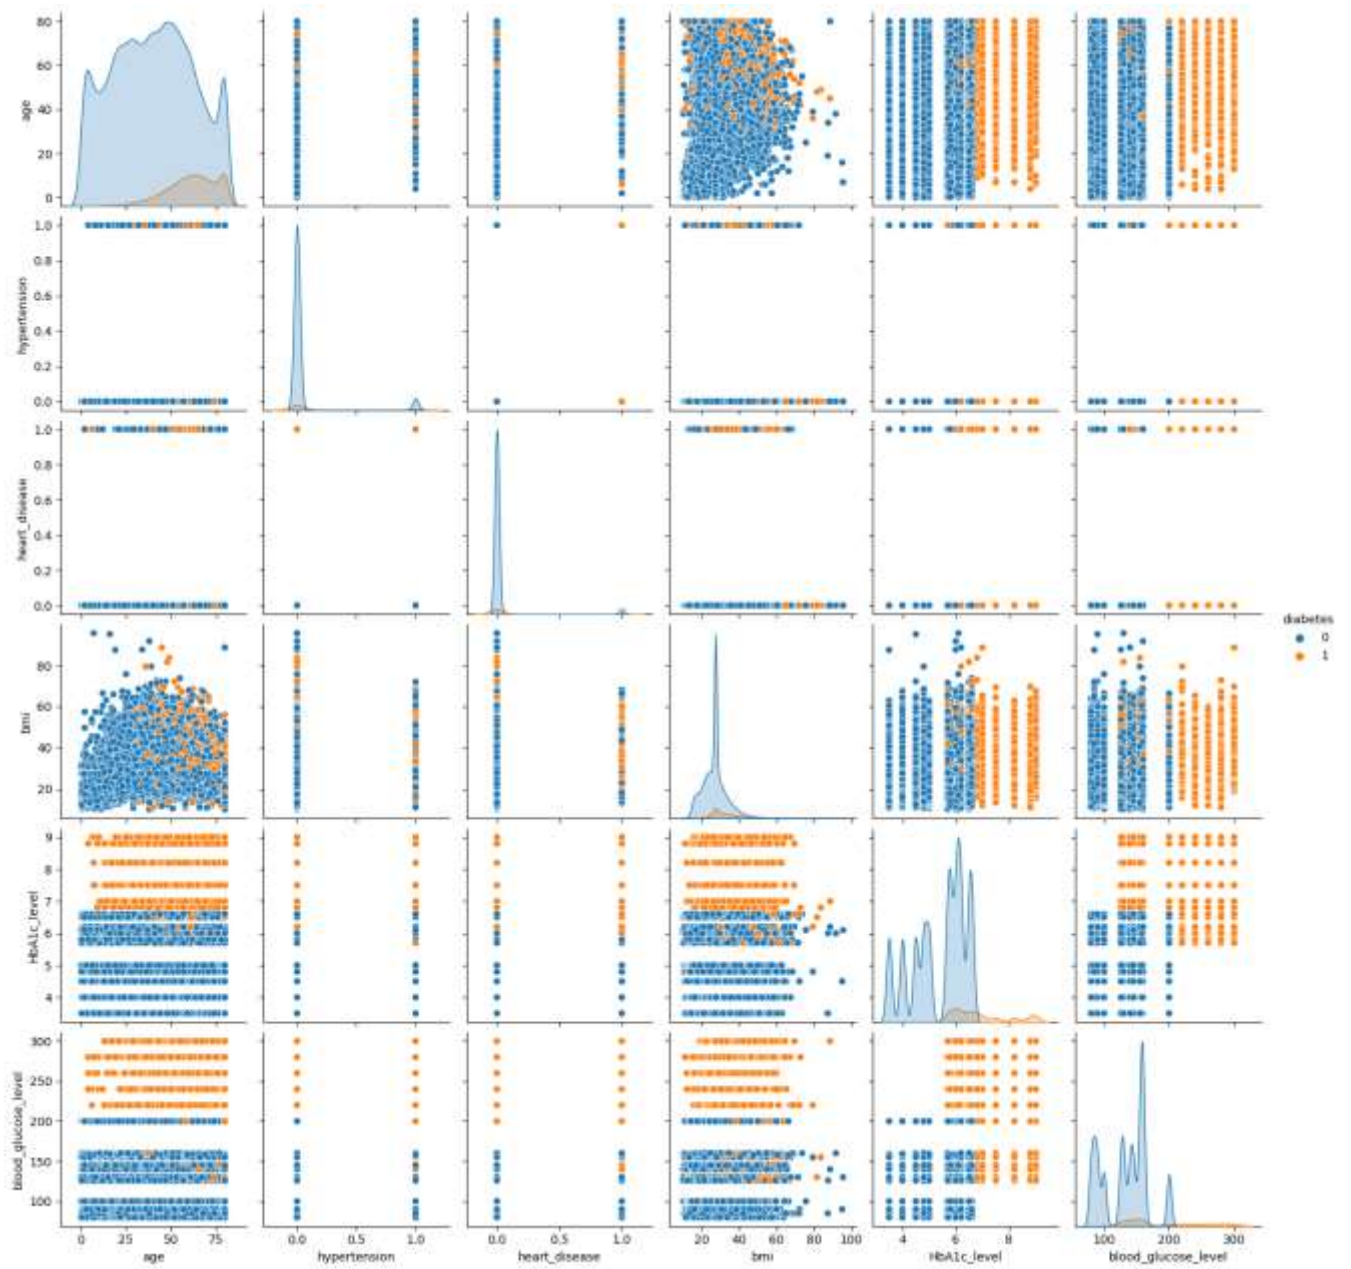 80
60
40
20
0
age
1.0
0.8
0.6
0.4
0.2
0.0
hypertension
1.0
0.8
0.6
0.4
0.2
0.0
heart_disease
diabetes
0
1
80
60
40
20
bmi
9
8
7
6
5
4
HbA1c_level
300
250
200
150
100
blood_glucose_level
0 25 50 75
age
0.0 0.5 1.0
hypertension
0.0 0.5 1.0
heart_disease
20 40 60 80 100
bmi
4 6 8
HbA1c_level
100 200 300
blood_glucose_level